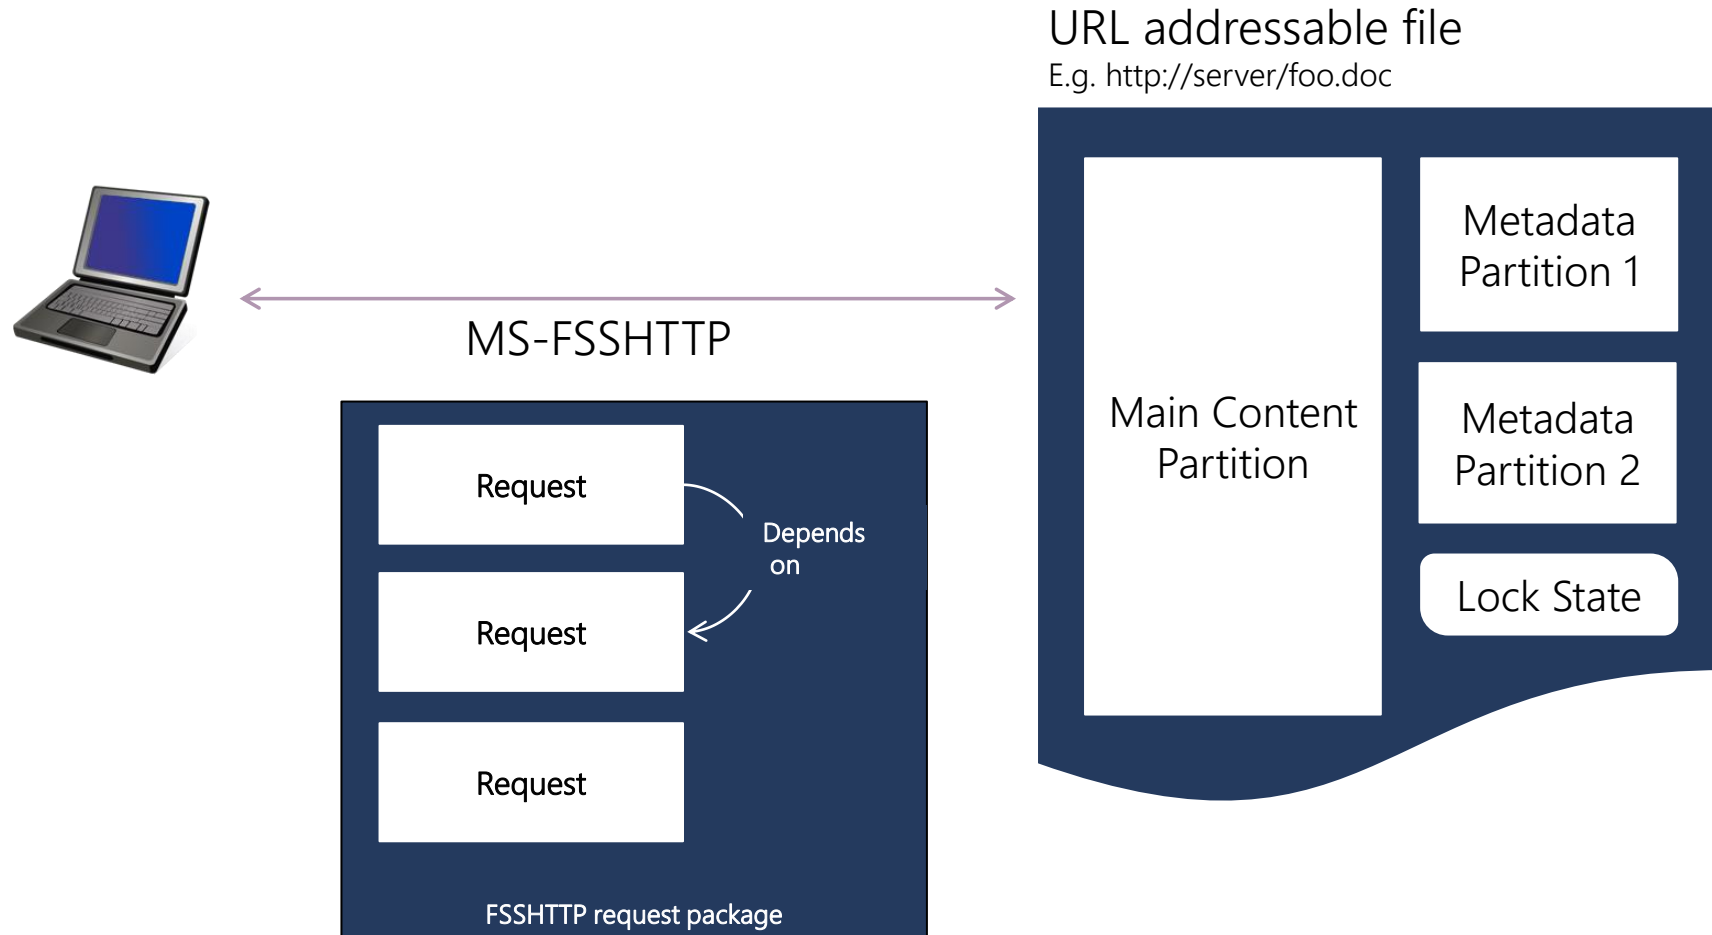 URL addressable file
E.g. http://server/foo.doc
MS-FSSHTTP
Request
Depends
on
Request
Request
FSSHTTP request package
Main Content
Partition
Metadata
Partition 1
Metadata
Partition 2
Lock State